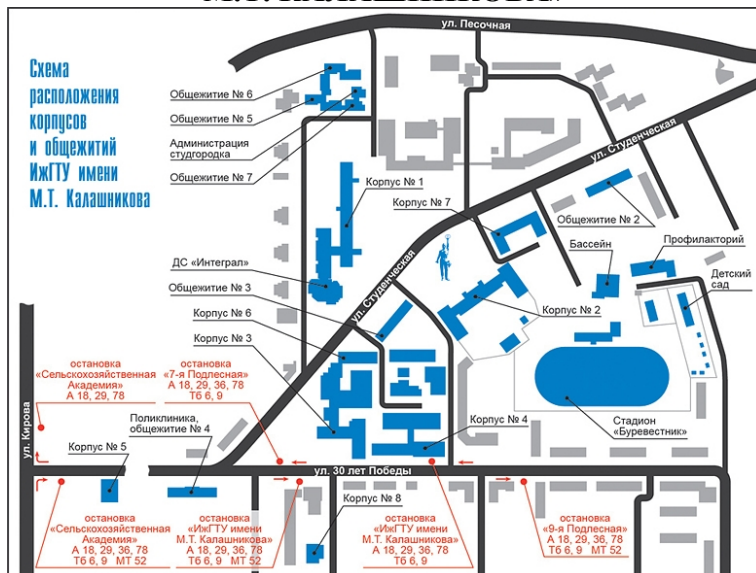 М.Т. КАЛАШНИКОВА»
Схема
расположения
корпусов
и общежитий
ИжГТУ имени
М.Т. Калашникова
ул. Песочная
Общежитие № 6
Общежитие № 5
Администрация
студгородка
Общежитие № 7
Корпус № 1
Корпус № 7
ул. Студенческая
Общежитие № 2
Бассейн
Профилакторий
Детский
сад
ДС «Интеграл»
Общежитие № 3
Корпус № 6
Корпус № 3
ул. Студенческая
Корпус № 2
Стадион
«Буревестник»
Корпус № 4
остановка
«Сельскохозяйственная
Академия»
А 18, 29, 78
остановка
«7-я Подлесная»
А 18, 29, 36, 78
Тб 6, 9
ул. Кирова
Поликлиника,
общежитие № 4
Корпус № 5
ул. 30 лет Победы
Корпус № 8
остановка
«Сельскохозяйственная
Академия»
А 18, 29, 36, 78
Тб 6, 9 МТ 52
остановка
«ИжГТУ имени
М.Т. Калашникова»
А 18, 29, 36, 78
Тб 6, 9 МТ 52
остановка
«ИжГТУ имени
М.Т. Калашникова»
А 18, 29, 36, 78
Тб 6, 9
остановка
«9-я Подлесная»
А 18, 29, 36, 78
Тб 6, 9 МТ 52